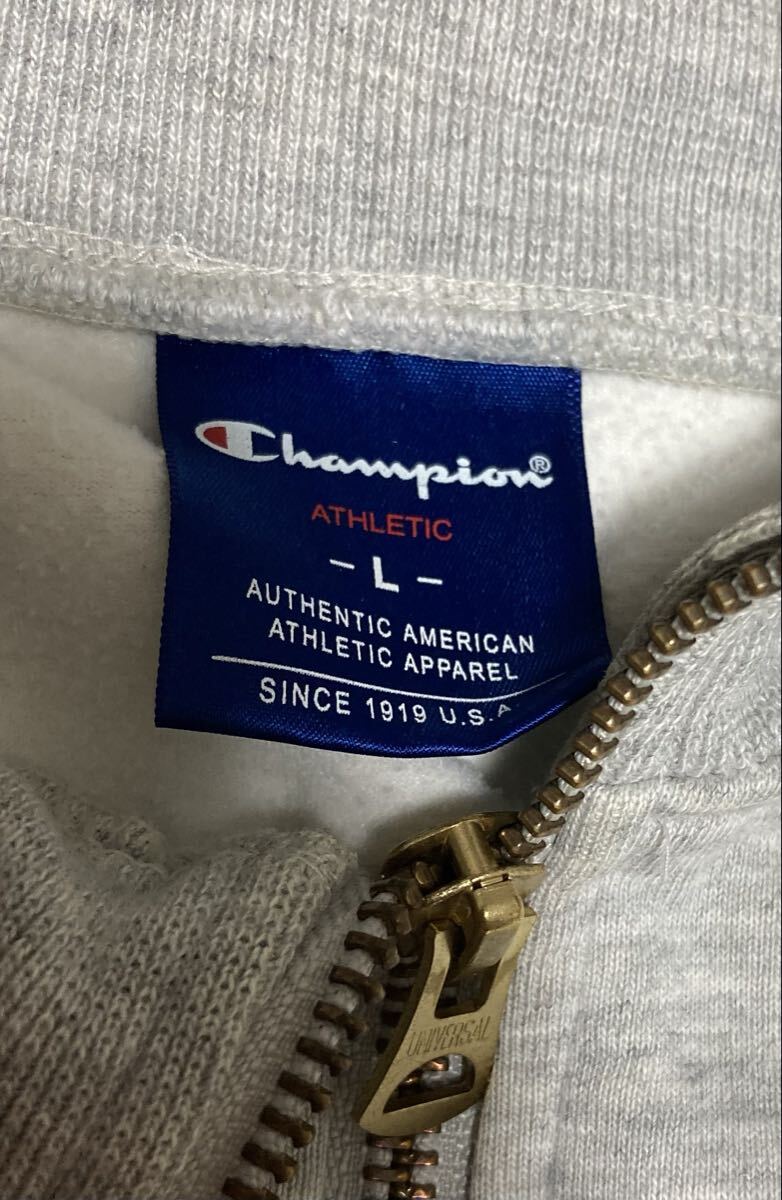 Champion®
ATHLETIC
- L -
AUTHENTIC AMERICAN
ATHLETIC APPAREL
SINCE 1919 U.S.A
UNIVERSAL